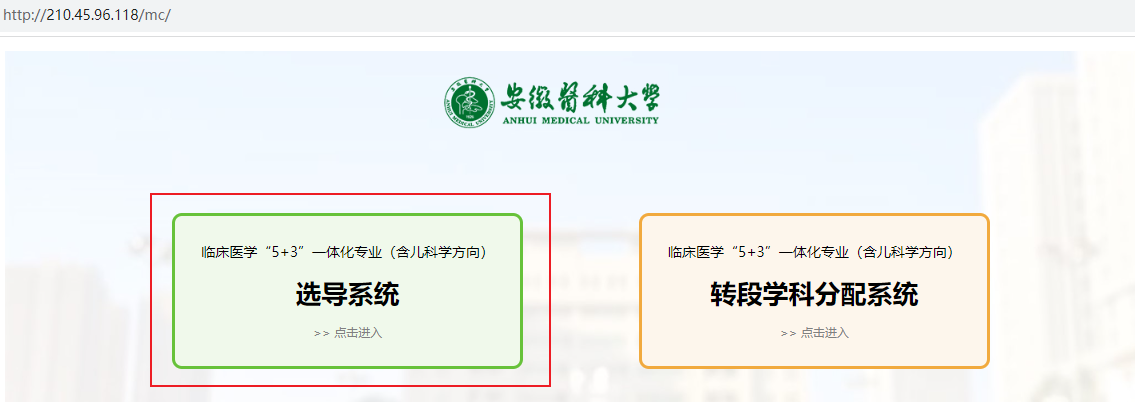 http://210.45.96.118/mc/
安徽医科大学
ANHUI MEDICAL UNIVERSITY
临床医学“5+3”一体化专业（含儿科学方向）
选导系统
>> 点击进入
临床医学“5+3”一体化专业（含儿科学方向）
转段学科分配系统
>> 点击进入